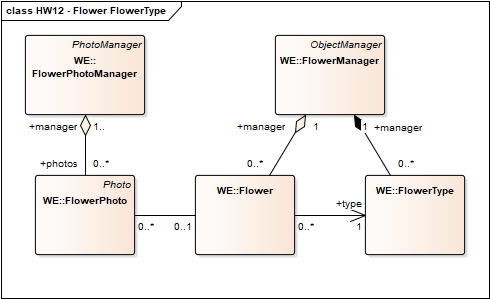 class HW12 - Flower FlowerType
PhotoManager
WE::
FlowerPhotoManager
ObjectManager
WE::FlowerManager
+manager
1..
+manager
1
1
+manager
+photos
0..*
0..*
0..*
Photo
WE::FlowerPhoto
WE::Flower
WE::FlowerType
+type
0..*
0..1
0..*
1